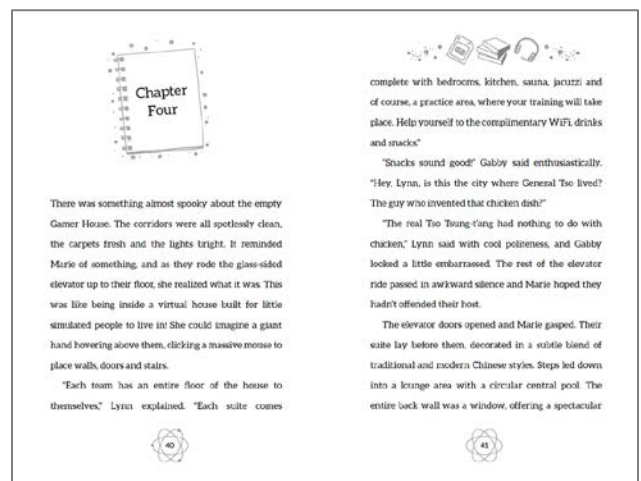 Chapter
Four
There was something almost spooky about the empty
Gamer House. The corridors were all spotlessly clean,
the carpets fresh and the lights bright. It reminded
Marie of something, and as they rode the glass-sided
elevator up to their floor, she realized what it was. This
was like being inside a virtual house built for little
simulated people to live in! She could imagine a giant
hand hovering above them, clicking a massive mouse to
place walls, doors and stairs.
"Each team has an entire floor of the house to
themselves," Lynn explained. "Each suite comes
40
complete with bedrooms, kitchen, sauna, jacuzzi and
of course, a practice area, where your training will take
place. Help yourself to the complimentary WiFi, drinks
and snacks."
"Snacks sound good!" Gabby said enthusiastically.
"Hey, Lynn, is this the city where General Tso lived?
The guy who invented that chicken dish?"
"The real Tso Tsung-t'ang had nothing to do with
chicken," Lynn said with cool politeness, and Gabby
looked a little embarrassed. The rest of the elevator
ride passed in awkward silence and Marie hoped they
hadn't offended their host.
The elevator doors opened and Marie gasped. Their
suite lay before them, decorated in a subtle blend of
traditional and modern Chinese styles. Steps led down
into a lounge area with a circular central pool. The
entire back wall was a window, offering a spectacular
41